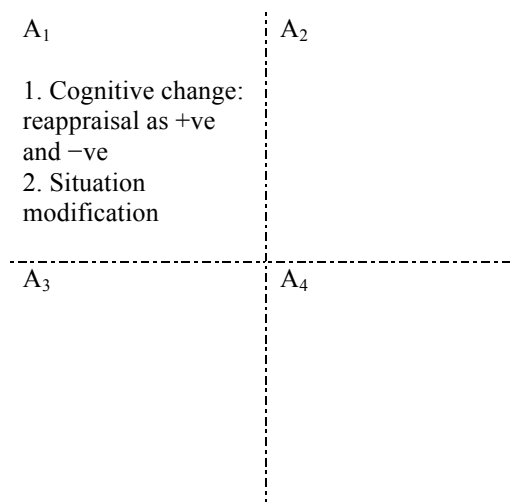 A₁
A₂
1. Cognitive change:
reappraisal as +ve
and −ve
2. Situation
modification
A₃
A₄